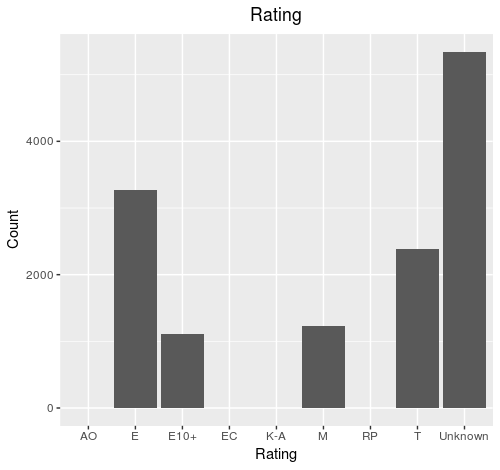 Rating
Count
4000
2000
0
AO E E10+ EC K-A M RP T Unknown
Rating